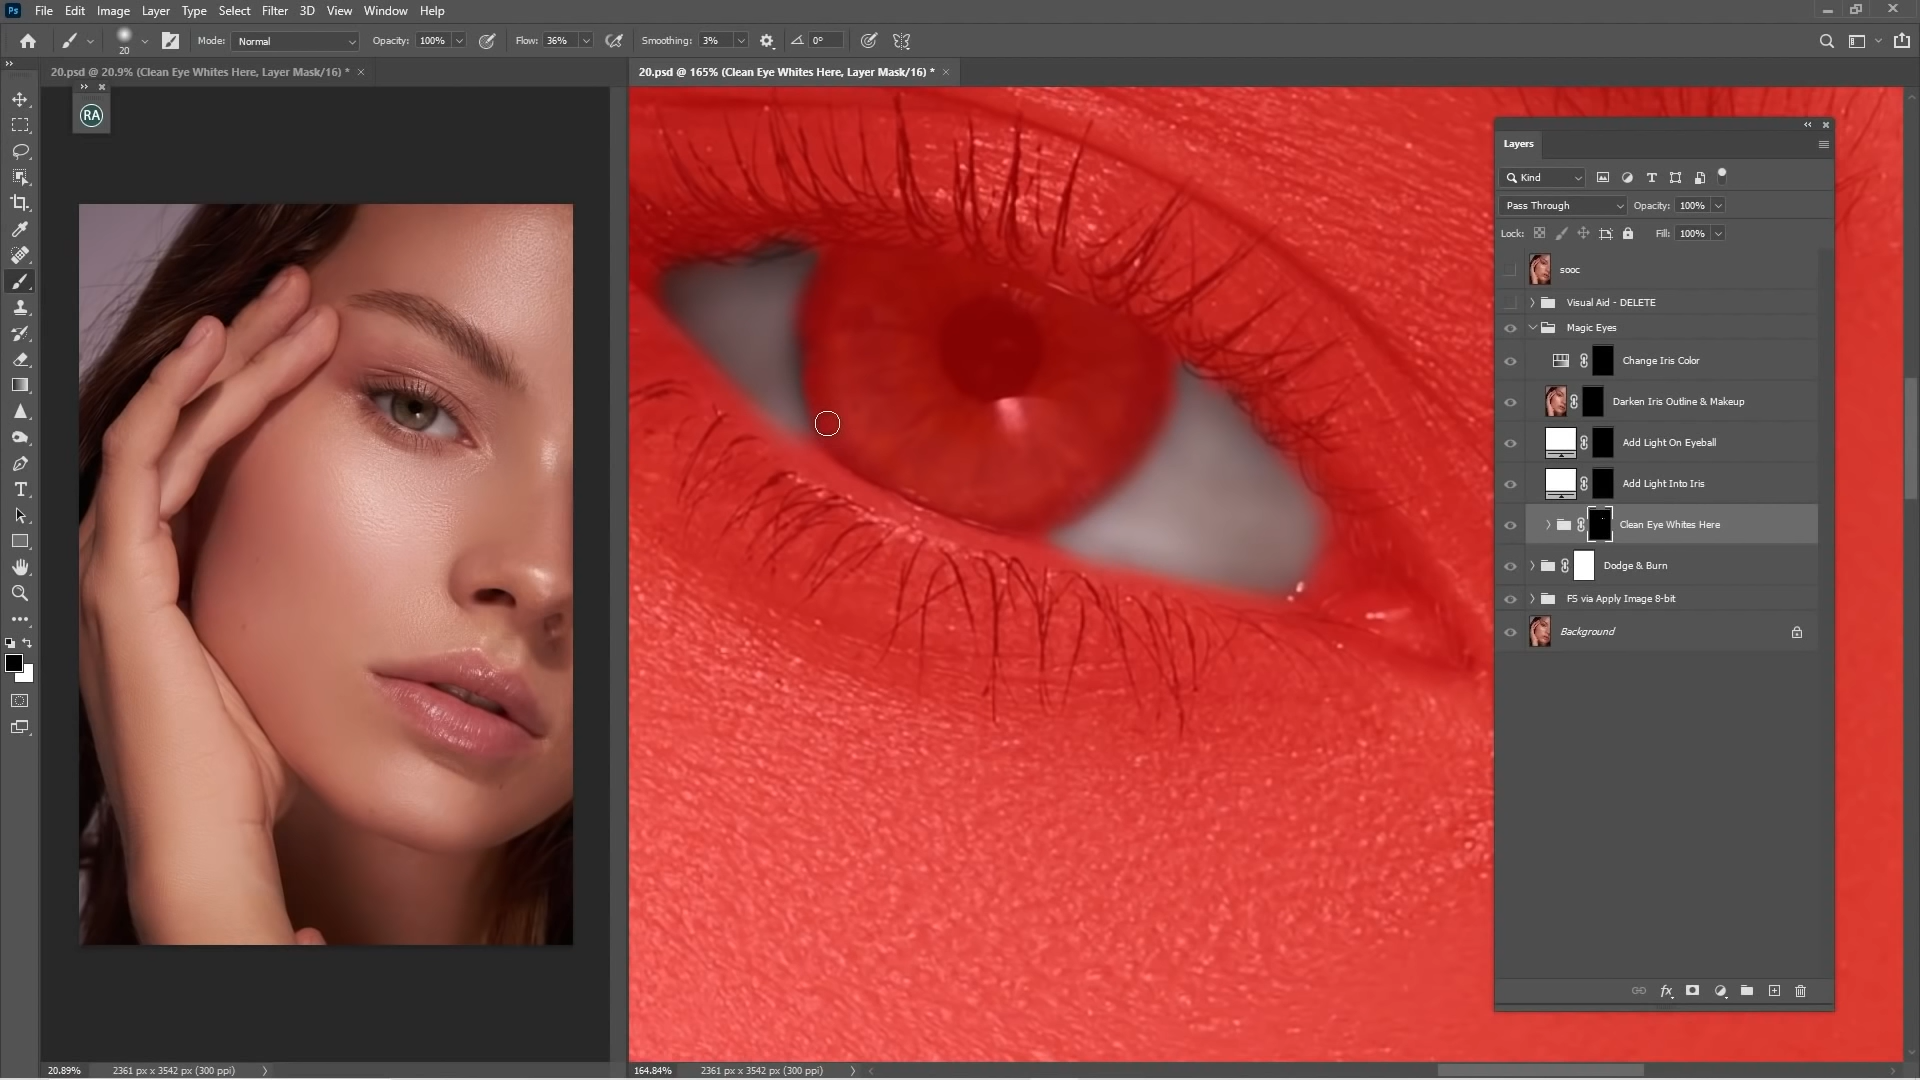 Ps File Edit Image Layer Type Select Filter 3D View Window Help
20 Mode: Normal Opacity: 100% Flow: 36% Smoothing: 3% 0°
20.psd @ 20.9% (Clean Eye Whites Here, Layer Mask/16) * ×
20.psd @ 165% (Clean Eye Whites Here, Layer Mask/16) * ×
RA
Layers
Kind
Pass Through Opacity: 100%
Lock: Fill: 100%
sooc
Visual Aid - DELETE
Magic Eyes
Change Iris Color
Darken Iris Outline & Makeup
Add Light On Eyeball
Add Light Into Iris
Clean Eye Whites Here
Dodge & Burn
FS via Apply Image 8-bit
Background
fx
20.89% 2361 px x 3542 px (300 ppi)
164.84% 2361 px x 3542 px (300 ppi)